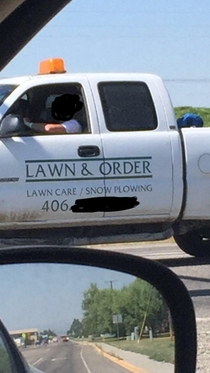 LAWN & ORDER
LAWN CARE / SNOW PLOWING
406